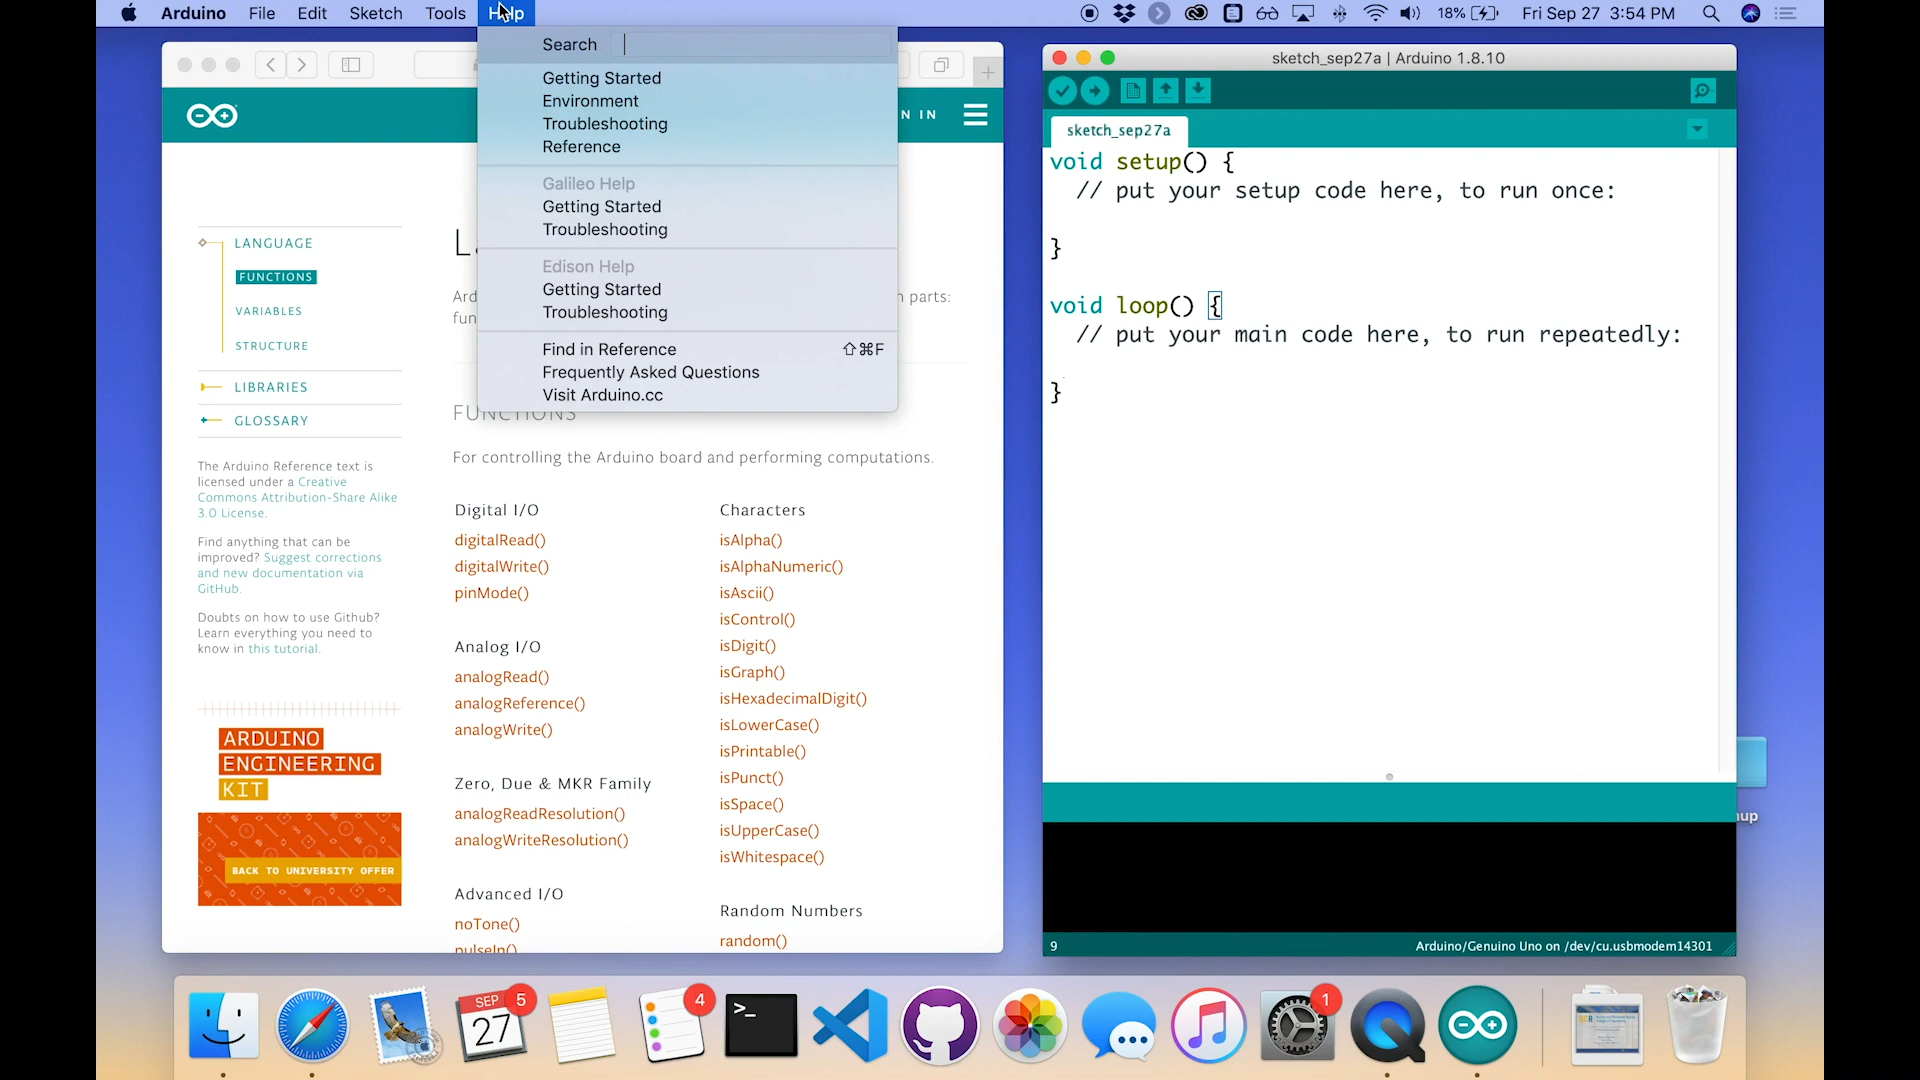 Arduino File Edit Sketch Tools Help
18% Fri Sep 27 3:54 PM
Search
Getting Started
Environment
Troubleshooting
Reference
Galileo Help
Getting Started
Troubleshooting
Edison Help
Getting Started
Troubleshooting
Find in Reference ⇧⌘F
Frequently Asked Questions
Visit Arduino.cc
N IN
LANGUAGE
FUNCTIONS
VARIABLES
STRUCTURE
LIBRARIES
GLOSSARY
The Arduino Reference text is
licensed under a Creative
Commons Attribution-Share Alike
3.0 License.
Find anything that can be
improved? Suggest corrections
and new documentation via
GitHub.
Doubts on how to use Github?
Learn everything you need to
know in this tutorial.
ARDUINO
ENGINEERING
KIT
BACK TO UNIVERSITY OFFER
L
Ard
n parts:
fun
FUNCTIONS
For controlling the Arduino board and performing computations.
Digital I/O
digitalRead()
digitalWrite()
pinMode()
Analog I/O
analogRead()
analogReference()
analogWrite()
Zero, Due & MKR Family
analogReadResolution()
analogWriteResolution()
Advanced I/O
noTone()
pulseIn()
Characters
isAlpha()
isAlphaNumeric()
isAscii()
isControl()
isDigit()
isGraph()
isHexadecimalDigit()
isLowerCase()
isPrintable()
isPunct()
isSpace()
isUpperCase()
isWhitespace()
Random Numbers
random()
sketch_sep27a | Arduino 1.8.10
sketch_sep27a
void setup() {
// put your setup code here, to run once:
}
void loop() {
// put your main code here, to run repeatedly:
}
9
Arduino/Genuino Uno on /dev/cu.usbmodem14301
up
SEP
27
5
4
>_
1